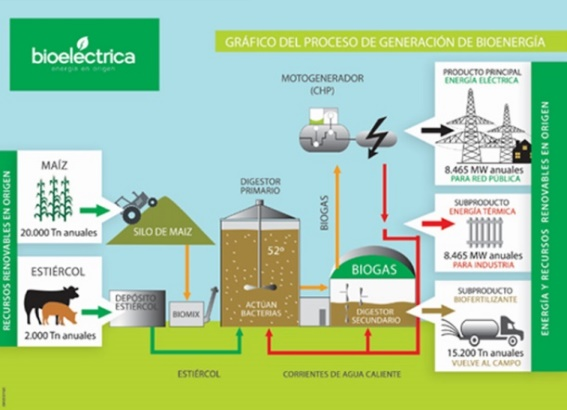 bioeléctrica
energía en origen
GRÁFICO DEL PROCESO DE GENERACIÓN DE BIOENERGÍA
RECURSOS RENOVABLES EN ORIGEN
MAÍZ
20.000 Tn anuales
ESTIÉRCOL
2.000 Tn anuales
SILO DE MAIZ
DEPÓSITO
ESTIÉRCOL
BIOMIX
DIGESTOR
PRIMARIO
52º
ACTÚAN
BACTERIAS
MOTOGENERADOR
(CHP)
BIOGAS
BIOGAS
DIGESTOR
SECUNDARIO
ESTIÉRCOL
CORRIENTES DE AGUA CALIENTE
PRODUCTO PRINCIPAL
ENERGÍA ELÉCTRICA
8.465 MW anuales
PARA RED PÚBLICA
SUBPRODUCTO
ENERGÍA TÉRMICA
8.465 MW anuales
PARA INDUSTRIA
SUBPRODUCTO
BIOFERTILIZANTE
15.200 Tn anuales
VUELVE AL CAMPO
ENERGÍA Y RECURSOS RENOVABLES EN ORIGEN